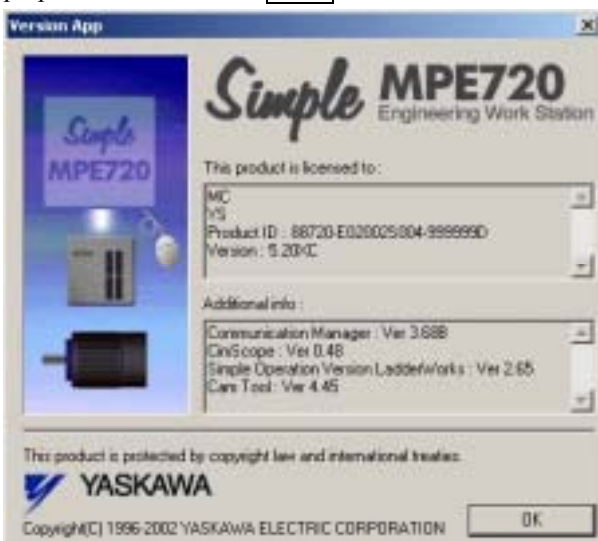 Version App
Simple
MPE720
Simple MPE720
Engineering Work Station
This product is licensed to :
MC
YS
Product ID : 88720-EG20025004-999999D
Version : 5.20XC
Additional info :
Communication Manager : Ver 3.68B
CimScope : Ver 0.48
Simple Operation Version LadderWorks : Ver 2.65
Cam Tool : Ver 4.45
This product is protected by copyright law and international treaties.
YASKAWA
Copyright(C) 1996-2002 YASKAWA ELECTRIC CORPORATION
OK